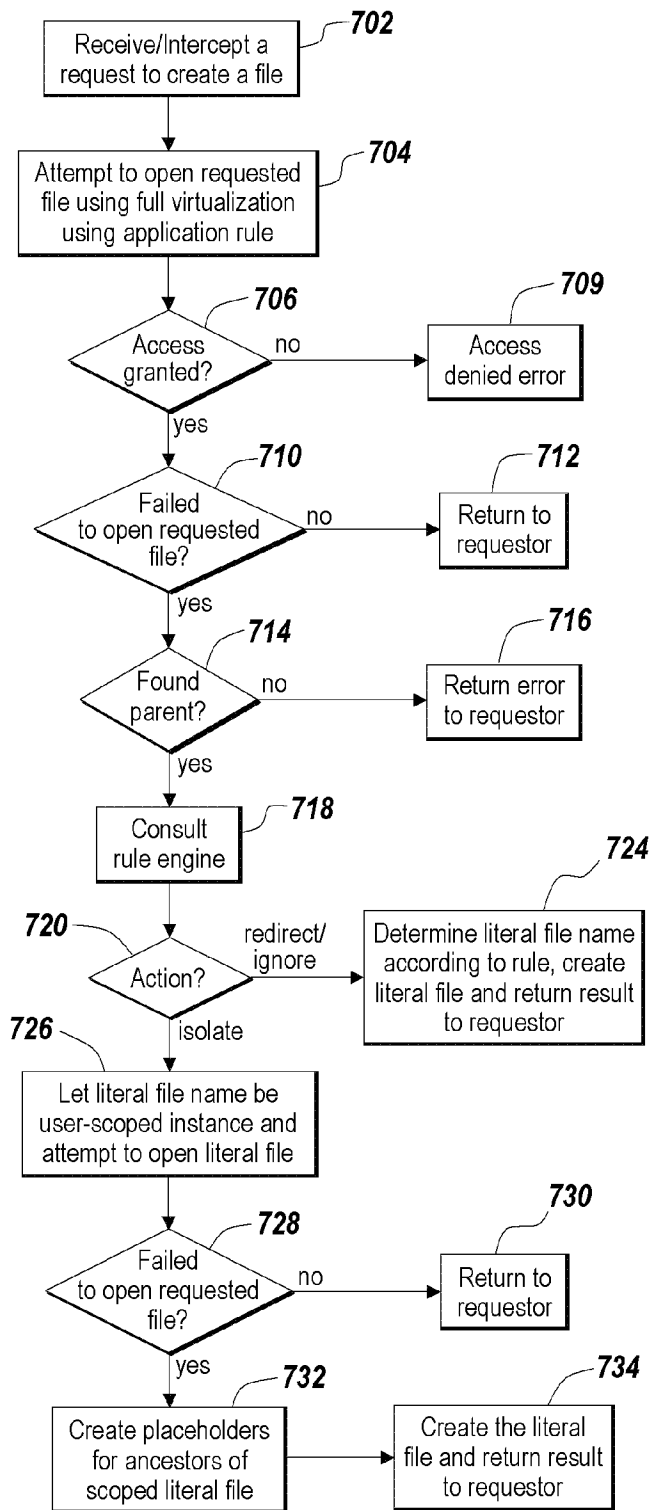 702
Receive/Intercept a
request to create a file
704
Attempt to open requested
file using full virtualization
using application rule
706
Access
granted?
no
709
Access
denied error
yes
710
Failed
to open requested
file?
no
712
Return to
requestor
yes
714
Found
parent?
no
716
Return error
to requestor
yes
718
Consult
rule engine
720
Action?
redirect/
ignore
724
Determine literal file name
according to rule, create
literal file and return result
to requestor
isolate
726
Let literal file name be
user-scoped instance and
attempt to open literal file
728
Failed
to open requested
file?
no
730
Return to
requestor
yes
732
Create placeholders
for ancestors of
scoped literal file
734
Create the literal
file and return result
to requestor